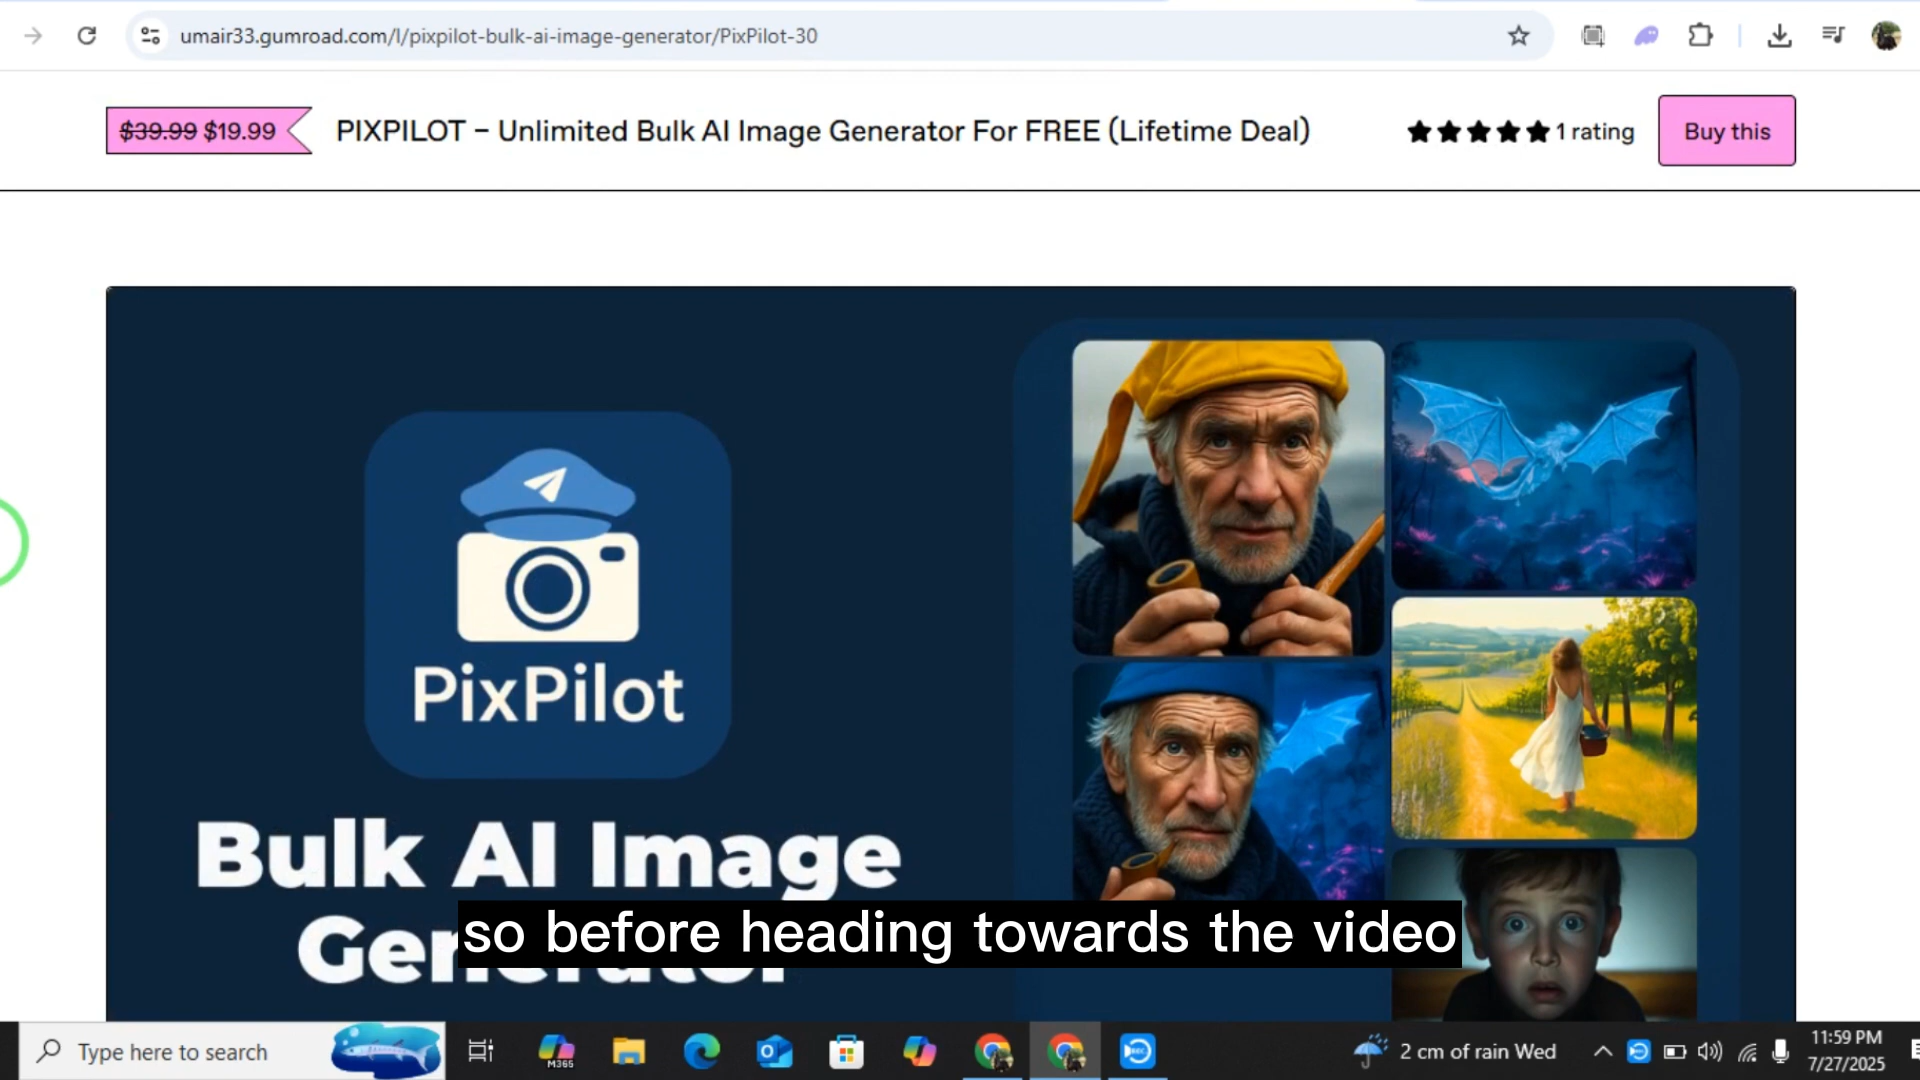 umair33.gumroad.com/l/pixpilot-bulk-ai-image-generator/PixPilot-30
$39.99 $19.99
PIXPILOT – Unlimited Bulk AI Image Generator For FREE (Lifetime Deal)
1 rating
Buy this
PixPilot
Bulk AI Image
Generator
so before heading towards the video
Type here to search
M365
REC
2 cm of rain Wed
11:59 PM
7/27/2025